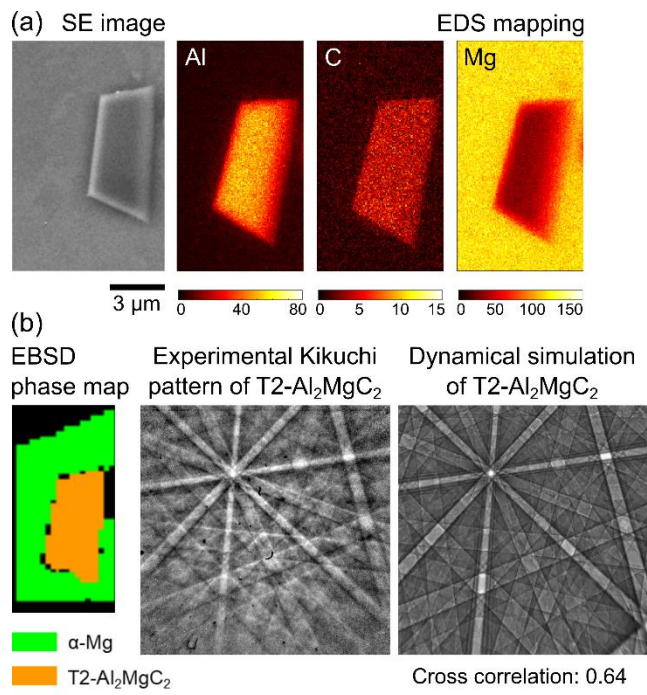 (a) SE image EDS mapping
Al C Mg
3 µm
0 40 80 0 5 10 15 0 50 100 150
(b)
EBSD
phase map
Experimental Kikuchi
pattern of T2-Al₂MgC₂
Dynamical simulation
of T2-Al₂MgC₂
α-Mg
T2-Al₂MgC₂
Cross correlation: 0.64